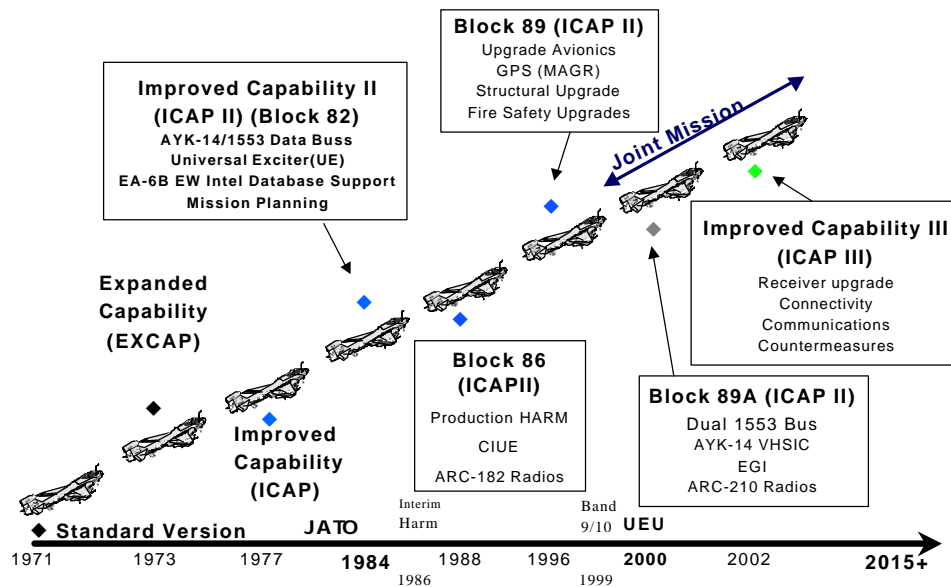 Block 89 (ICAP II)
Upgrade Avionics
GPS (MAGR)
Structural Upgrade
Fire Safety Upgrades
Improved Capability II
(ICAP II) (Block 82)
AYK-14/1553 Data Buss
Universal Exciter(UE)
EA-6B EW Intel Database Support
Mission Planning
Joint Mission
Improved Capability III
(ICAP III)
Receiver upgrade
Connectivity
Communications
Countermeasures
Expanded
Capability
(EXCAP)
Block 86
(ICAPII)
Production HARM
CIUE
ARC-182 Radios
Block 89A (ICAP II)
Dual 1553 Bus
AYK-14 VHSIC
EGI
ARC-210 Radios
Improved
Capability
(ICAP)
Standard Version
JATO
Interim
Harm
Band
9/10
UEU
1971 1973 1977 1984 1988 1996 2000 2002 2015+
1986 1999